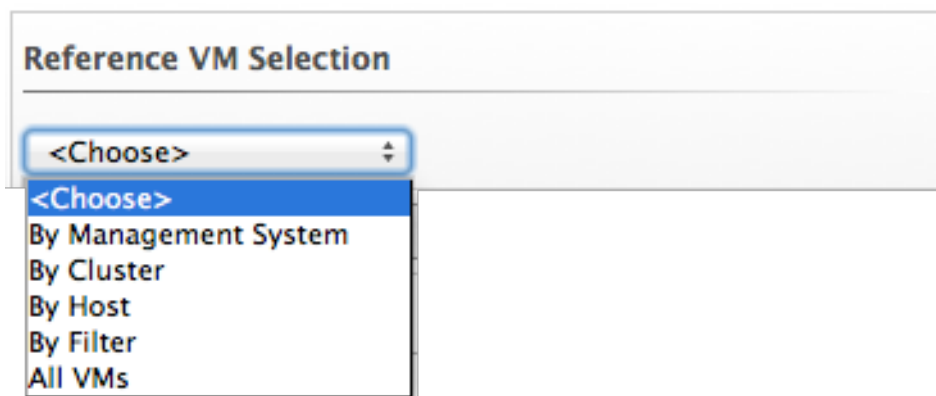 Reference VM Selection
<Choose>
<Choose>
By Management System
By Cluster
By Host
By Filter
All VMs